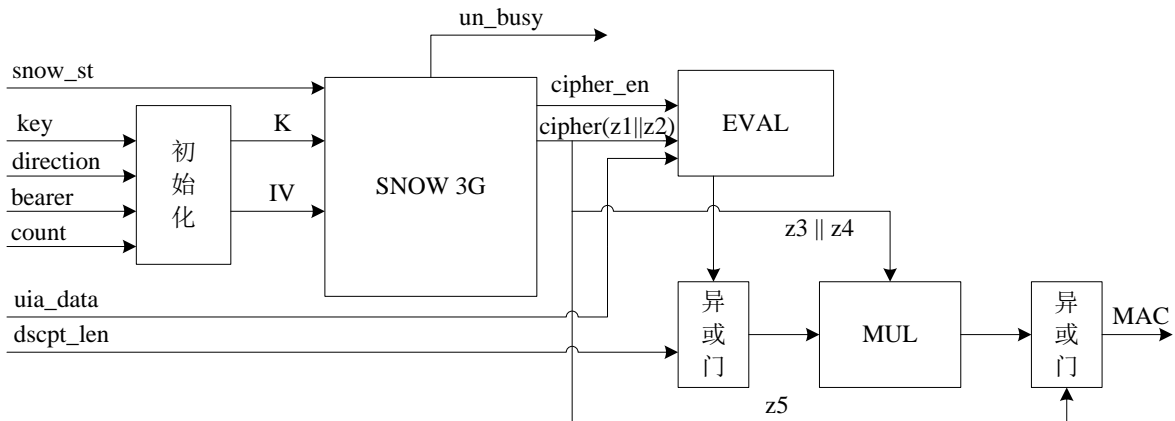 un_busy
snow_st
cipher_en
key
K
cipher(z1||z2)
EVAL
direction
初始化
SNOW 3G
bearer
IV
count
z3 || z4
uia_data
异或门
MUL
异或门
MAC
dscpt_len
z5